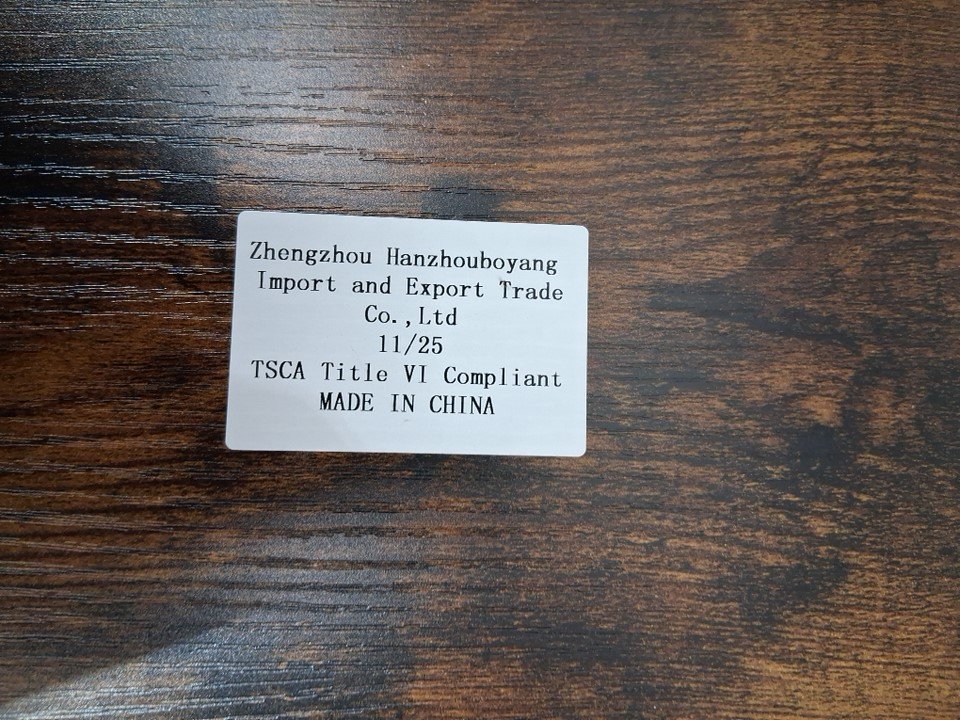 Zhengzhou Hanzhouboyang
Import and Export Trade
Co.,Ltd
11/25
TSCA Title VI Compliant
MADE IN CHINA